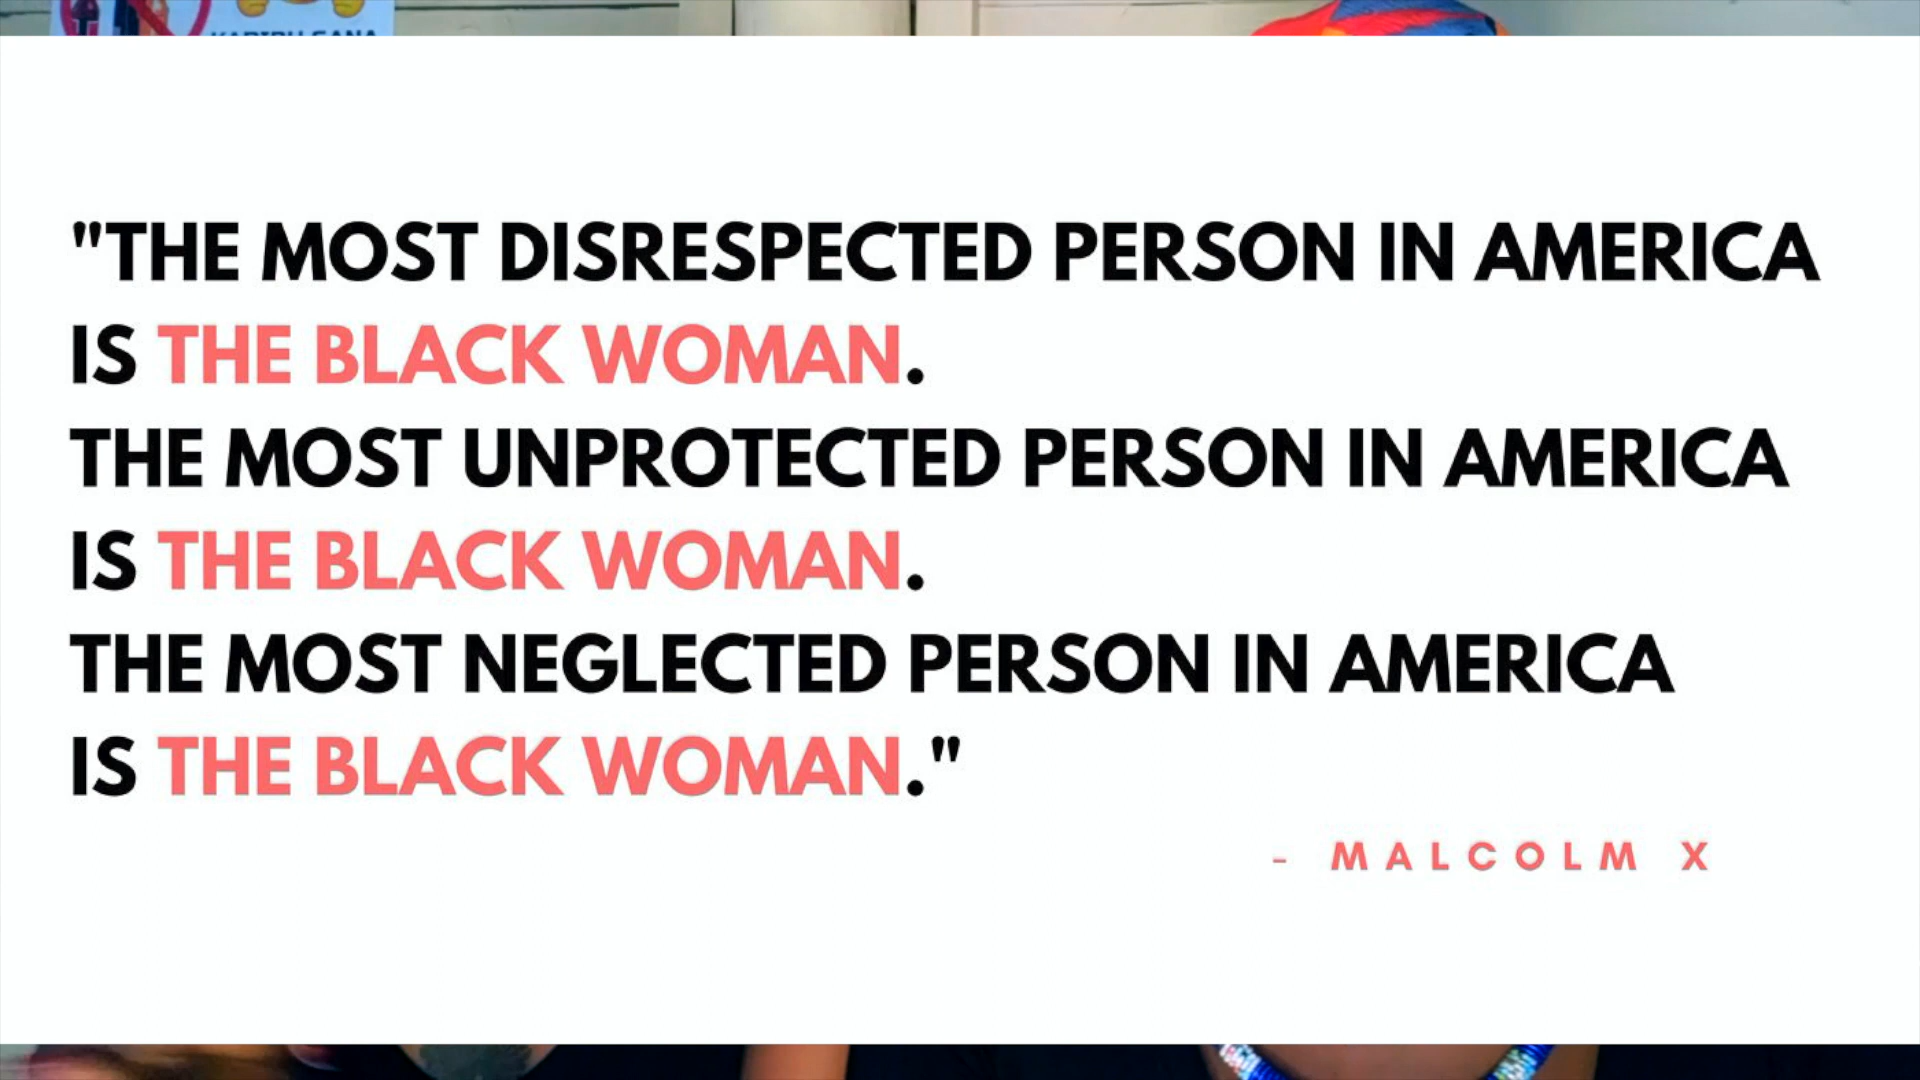 "THE MOST DISRESPECTED PERSON IN AMERICA
IS THE BLACK WOMAN.
THE MOST UNPROTECTED PERSON IN AMERICA
IS THE BLACK WOMAN.
THE MOST NEGLECTED PERSON IN AMERICA
IS THE BLACK WOMAN."
- MALCOLM X